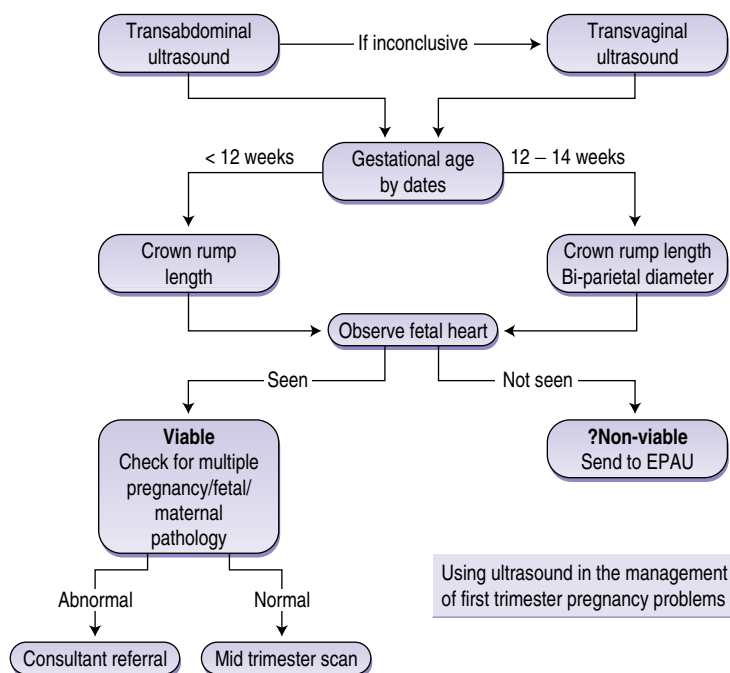 Transabdominal
ultrasound
If inconclusive
Transvaginal
ultrasound
< 12 weeks
Gestational age
by dates
12 – 14 weeks
Crown rump
length
Crown rump length
Bi-parietal diameter
Observe fetal heart
Seen
Not seen
Viable
Check for multiple
pregnancy/fetal/
maternal
pathology
?Non-viable
Send to EPAU
Using ultrasound in the management
of first trimester pregnancy problems
Abnormal
Normal
Consultant referral
Mid trimester scan